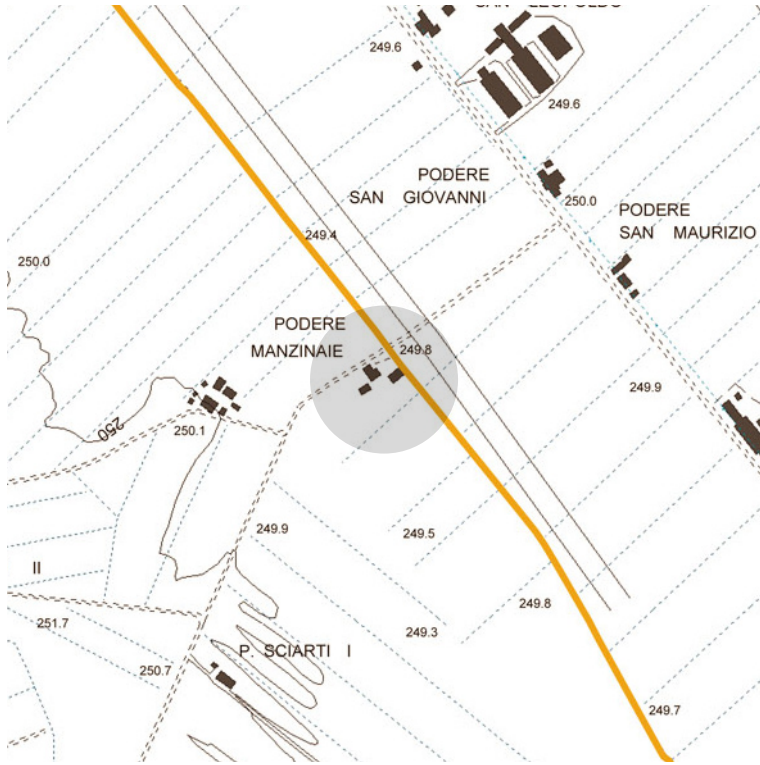 SAN LEOPOLDO
249.6
249.6
PODERE
SAN GIOVANNI
250.0
PODERE
SAN MAURIZIO
249.4
250.0
PODERE
MANZINAIE
249.8
249.9
250
250.1
249.9
249.5
II
249.8
251.7
249.3
P. SCIARTI I
250.7
249.7